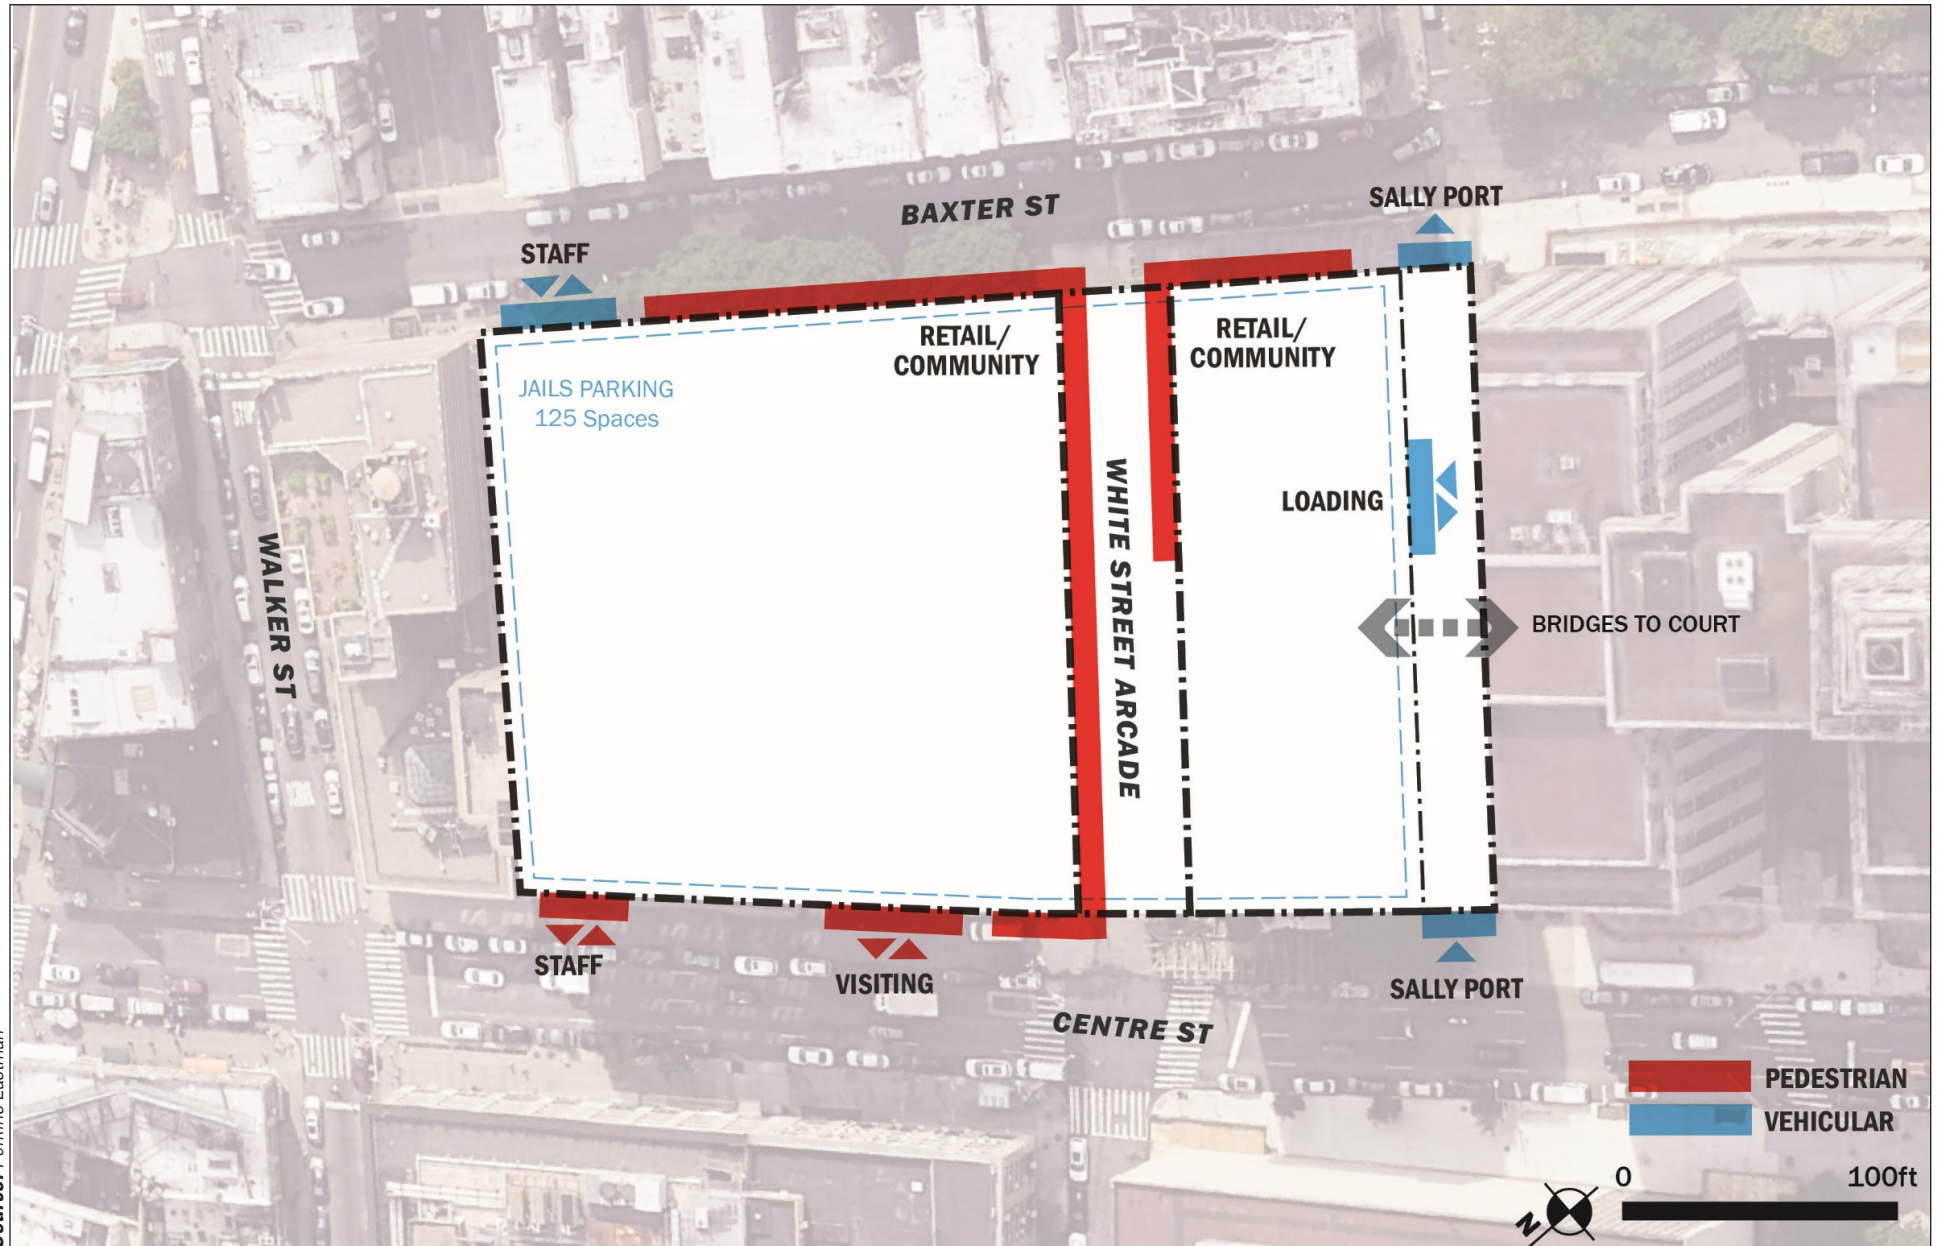 SALLY PORT
BAXTER ST
STAFF
RETAIL/
COMMUNITY
RETAIL/
COMMUNITY
JAILS PARKING
125 Spaces
WHITE STREET ARCADE
LOADING
WALKER ST
BRIDGES TO COURT
STAFF
VISITING
SALLY PORT
CENTRE ST
PEDESTRIAN
VEHICULAR
0 100ft
N